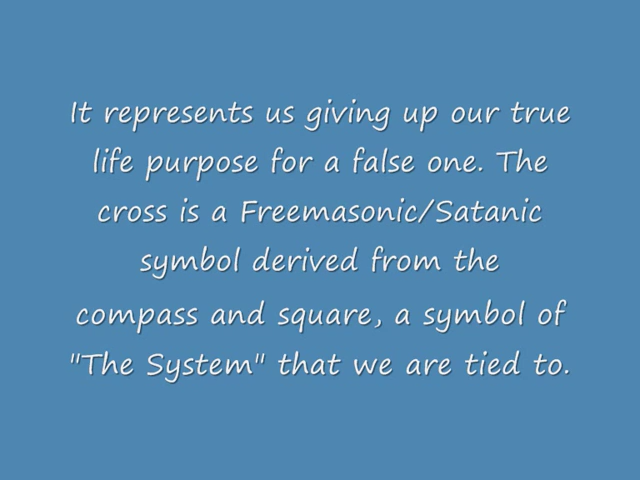 It represents us giving up our true
life purpose for a false one. The
cross is a Freemasonic/Satanic
symbol derived from the
compass and square, a symbol of
"The System" that we are tied to.